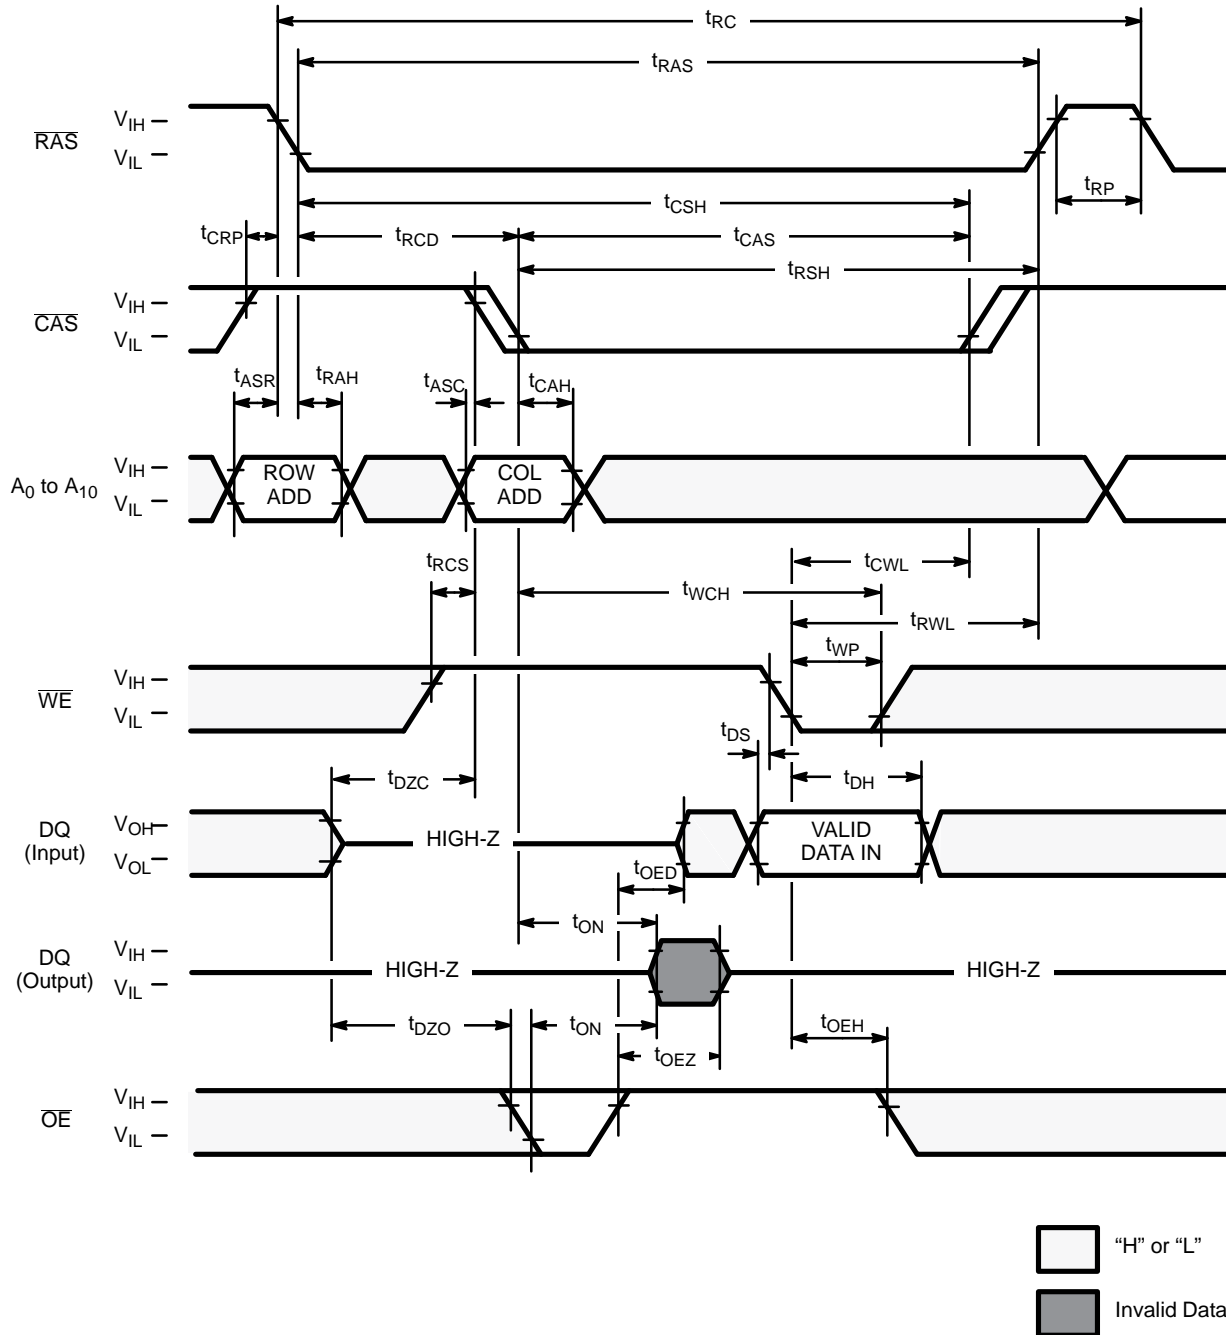 tRC
tRAS
RAS
VIH
VIL
tRP
tCSH
tCRP
tRCD
tCAS
tRSH
CAS
VIH
VIL
tASR
tRAH
tASC
tCAH
A0 to A10
VIH
VIL
ROW
ADD
COL
ADD
tRCS
tCWL
tWCH
tRWL
tWP
WE
VIH
VIL
tDS
tDZC
tDH
DQ
(Input)
VOH
VOL
HIGH-Z
VALID
DATA IN
tOED
tON
DQ
(Output)
VIH
VIL
HIGH-Z
HIGH-Z
tDZO
tON
tOEZ
tOEH
OE
VIH
VIL
“H” or “L”
Invalid Data